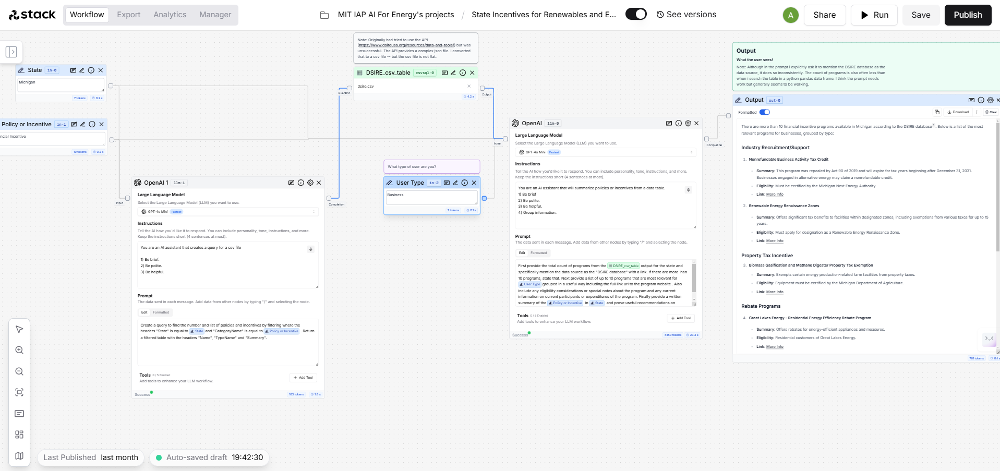 stack
Workflow Export Analytics Manager
MIT IAP AI For Energy's projects / State Incentives for Renewables and E...
See versions
A
Share
Run
Save
Publish
State in-0
Michigan
7 tokens 0.2 s
Policy or Incentive in-1
ncial Incentive
10 tokens 0.2 s
Note: Originally had tried to use the API
(https://www.dsireusa.org/resources/data-and-tools/) but was
unsuccessful. The API provides a complex json file. I converted
that to a csv file -- but the csv file is not flat.
DSIRE_csv_table csvsql-0
dsire.csv
4.2 s
Question
Output
Input
OpenAI 1 llm-1
Large Language Model
Select the Large Language Model (LLM) you want to use.
GPT-4o Mini Fastest
Instructions
Tell the AI how you'd like it to respond. You can include personality, tone, instructions, and more.
Keep the instructions short (4 sentences at most).
You are an AI assistant that creates a query for a csv file
1) Be brief.
2) Be polite.
3) Be helpful.
Prompt
The data sent in each message. Add data from other nodes by typing "/" and selecting the node.
Edit Formatted
Create a query to find the number and list of policies and incentives by filtering where the
headers "State" is equal to State and "CategoryName" is equal to Policy or Incentive . Return
a filtered table with the headers "Name", "TypeName" and "Summary".
Tools 0 / 5 Enabled
Add tools to enhance your LLM workflow.
+ Add Tool
Success
185 tokens 1.8 s
Completion
What type of user are you?
User Type in-2
Business
7 tokens 0.1 s
Input
OpenAI llm-0
Large Language Model
Select the Large Language Model (LLM) you want to use.
GPT-4o Mini Fastest
Instructions
Tell the AI how you'd like it to respond. You can include personality, tone, instructions, and more.
Keep the instructions short (4 sentences at most).
You are an AI assistant that will summarize policies or incentives from a data table.
1) Be brief
2) Be polite.
3) Be helpful.
4) Group information.
Prompt
The data sent in each message. Add data from other nodes by typing "/" and selecting the node.
Edit Formatted
First provide the total count of programs from the DSIRE_csv_table output for the state and
specifically mention the data source as the "DSIRE database" with a link. If there are more han
10 programs, state that. Next provide a list of up to 10 programs that are most relevant for
User Type grouped in a useful way including the full link url to the program website . Also
include any eligibility considerations or special notes about the program and any current
information on current participants or expenditures of the program. Finally provide a written
summary of the Policy or Incentive in State and prove useful recommendations on
Tools 0 / 5 Enabled
Add tools to enhance your LLM workflow.
+ Add Tool
Success
4450 tokens 23.3 s
Completion
Output
What the user sees!
Note: Although in the prompt i explicitly ask it to mention the DSIRE database as the
data source, it does so inconsistently. The count of programs is also often less than
when i search the table in a python pandas data frame. I think the prompt needs
work but generally seems to be working.
Output out-0
Formatted
Download
Clear
There are more than 10 financial incentive programs available in Michigan according to the DSIRE database 1. Below is a list of the most
relevant programs for businesses, grouped by type:
Industry Recruitment/Support
1. Nonrefundable Business Activity Tax Credit
Summary: This program was repealed by Act 90 of 2019 and will expire for tax years beginning after December 31, 2031.
Businesses engaged in alternative energy may claim a nonrefundable credit.
Eligibility: Must be certified by the Michigan Next Energy Authority.
Link: More Info
2. Renewable Energy Renaissance Zones
Summary: Offers significant tax benefits to facilities within designated zones, including exemptions from various taxes for up to 15
years.
Eligibility: Must apply for designation as a Renewable Energy Renaissance Zone.
Link: More Info
Property Tax Incentive
3. Biomass Gasification and Methane Digester Property Tax Exemption
Summary: Exempts certain energy production-related farm facilities from property taxes.
Eligibility: Equipment must be certified by the Michigan Department of Agriculture.
Link: More Info
Rebate Programs
4. Great Lakes Energy - Residential Energy Efficiency Rebate Program
Summary: Offers rebates for energy-efficient appliances and measures.
Eligibility: Residential customers of Great Lakes Energy.
Link: More Info
761 tokens
Last Published last month
Auto-saved draft 19:42:30